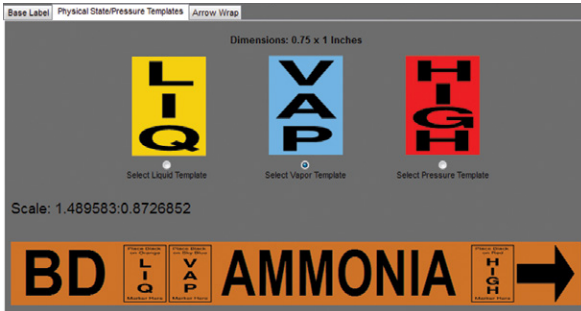 Base Label
Physical State/Pressure Templates
Arrow Wrap
Dimensions: 0.75 x 1 Inches
LIQ
VAP
HIGH
Select Liquid Template
Select Vapor Template
Select Pressure Template
Scale: 1.489583:0.8726852
BD
Place Black
on Orange
LIQ
Marker Here
Place Black
on Sky Blue
VAP
Marker Here
AMMONIA
Place Black
on Red
HIGH
Marker Here